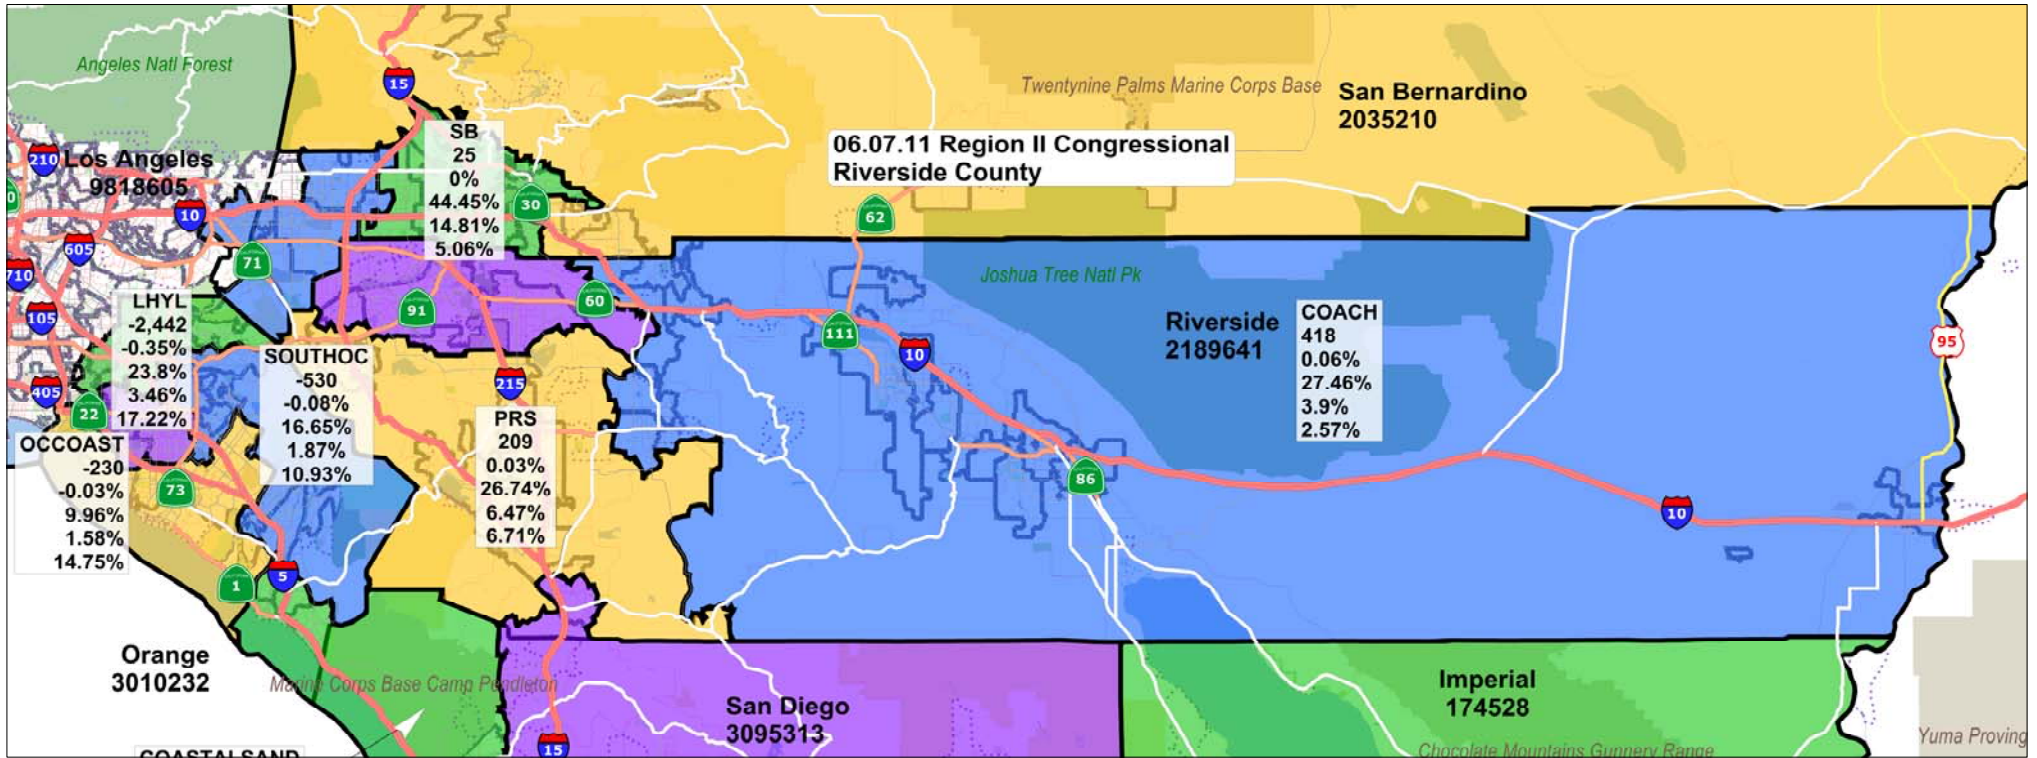 Angeles Natl Forest
15
Twentynine Palms Marine Corps Base
San Bernardino
2035210
06.07.11 Region II Congressional
Riverside County
SB
25
0%
44.45%
14.81%
5.06%
210
Los Angeles
9818605
10
30
62
605
71
710
Joshua Tree Natl Pk
LHYL
-2,442
-0.35%
23.8%
3.46%
17.22%
105
91
60
111
10
Riverside
2189641
COACH
418
0.06%
27.46%
3.9%
2.57%
95
SOUTHOC
-530
-0.08%
16.65%
1.87%
10.93%
405
22
215
PRS
209
0.03%
26.74%
6.47%
6.71%
OCCOAST
-230
-0.03%
9.96%
1.58%
14.75%
73
86
10
1
5
Orange
3010232
Marine Corps Base Camp Pendleton
San Diego
3095313
Imperial
174528
15
COASTALSAND
Chocolate Mountains Gunnery Range
Yuma Proving